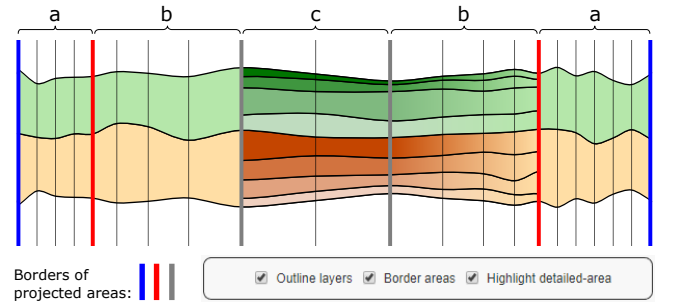 a b c b a
Borders of
projected areas:
Outline layers Border areas Highlight detailed-area